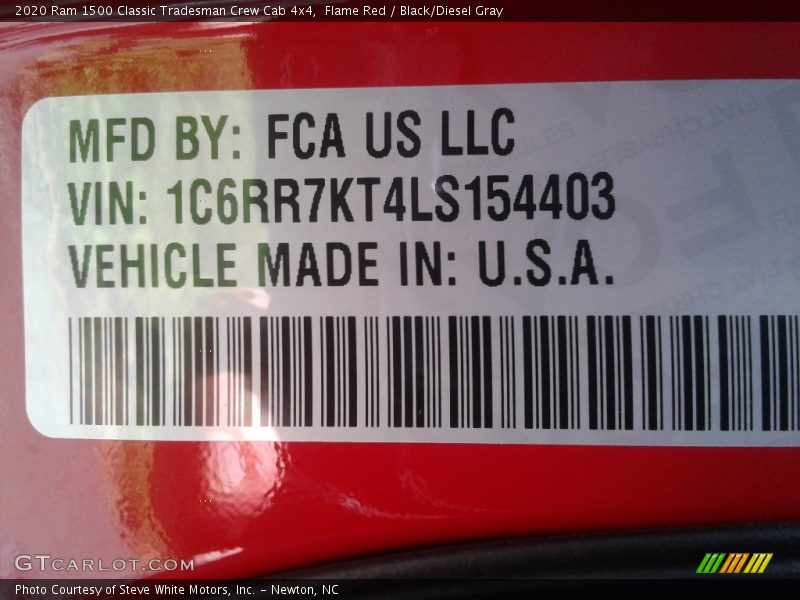 2020 Ram 1500 Classic Tradesman Crew Cab 4x4,  Flame Red / Black/Diesel Gray
MFD BY: FCA US LLC
VIN: 1C6RR7KT4LS154403
VEHICLE MADE IN: U.S.A.
GTCARLOT.COM
Photo Courtesy of Steve White Motors, Inc. – Newton, NC